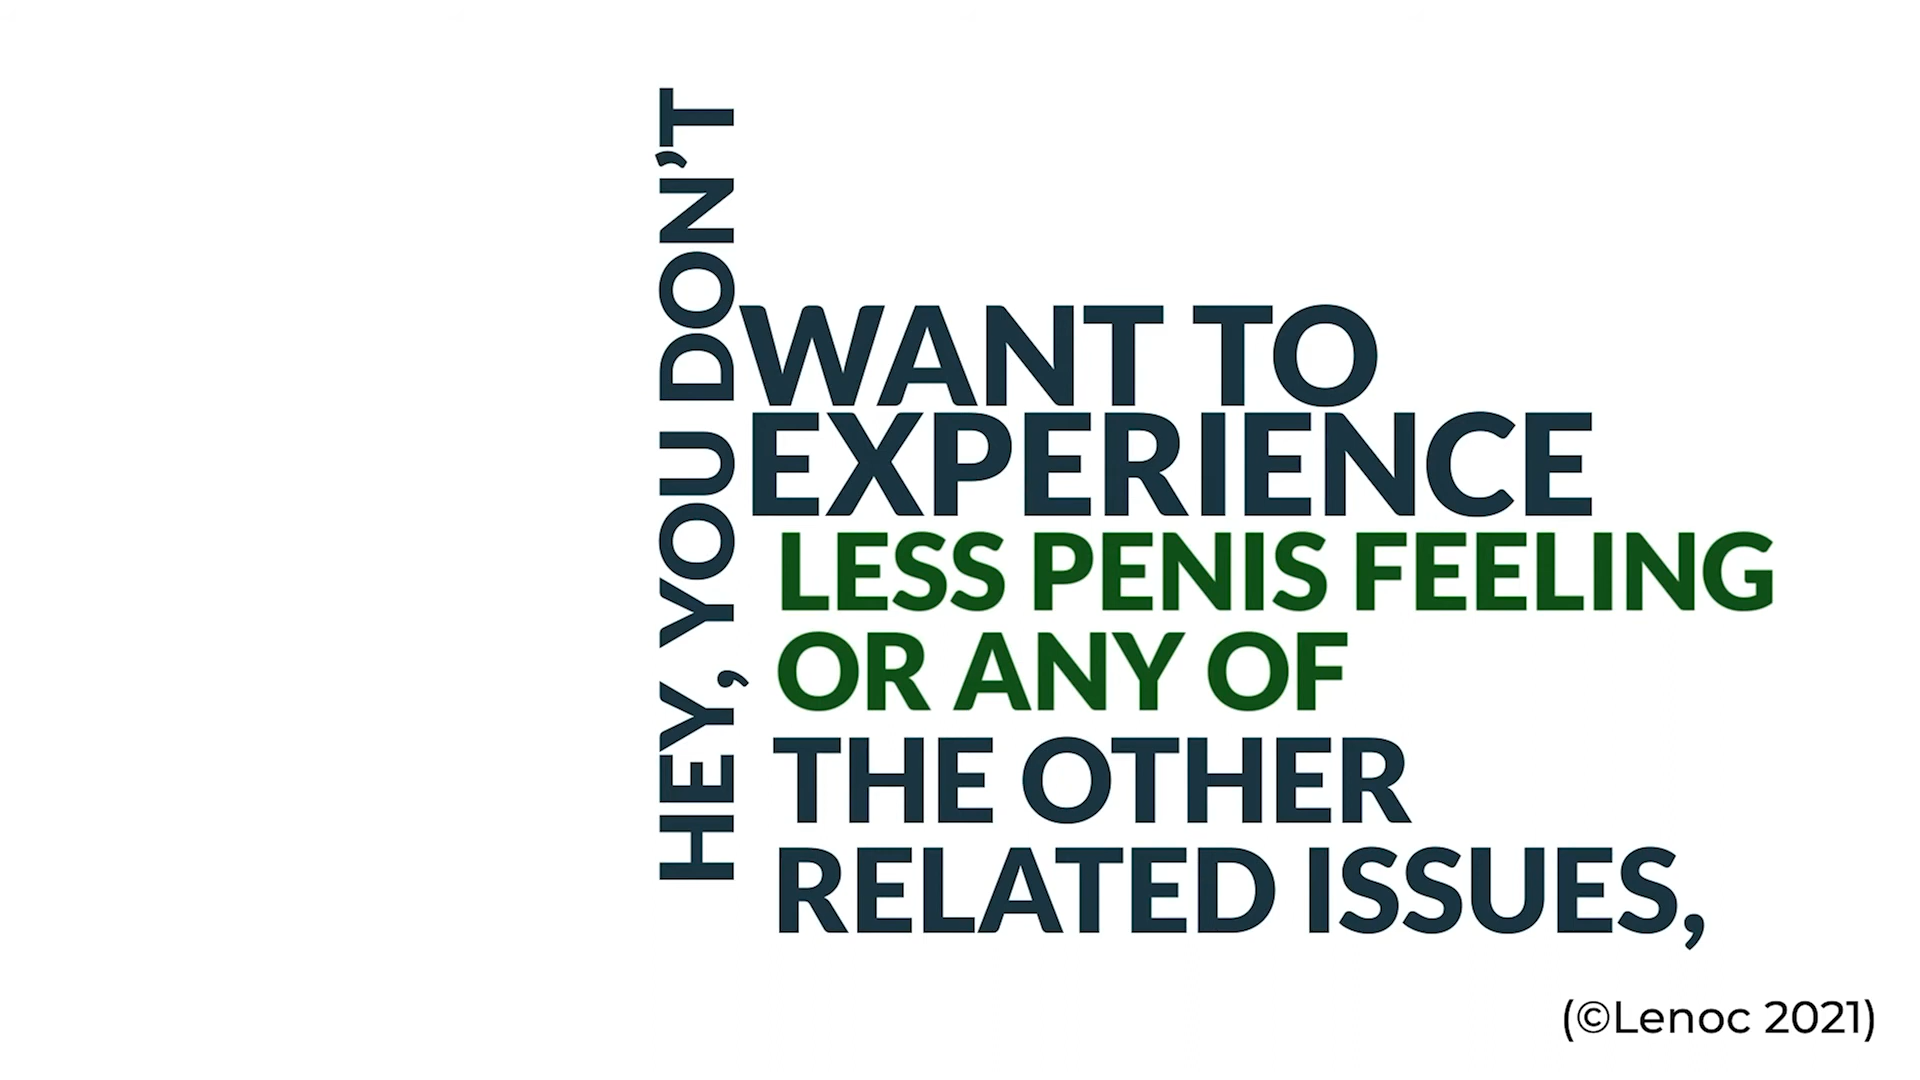 HEY, YOU DON'T
WANT TO
EXPERIENCE
LESS PENIS FEELING
OR ANY OF
THE OTHER
RELATED ISSUES,
(©Lenoc 2021)